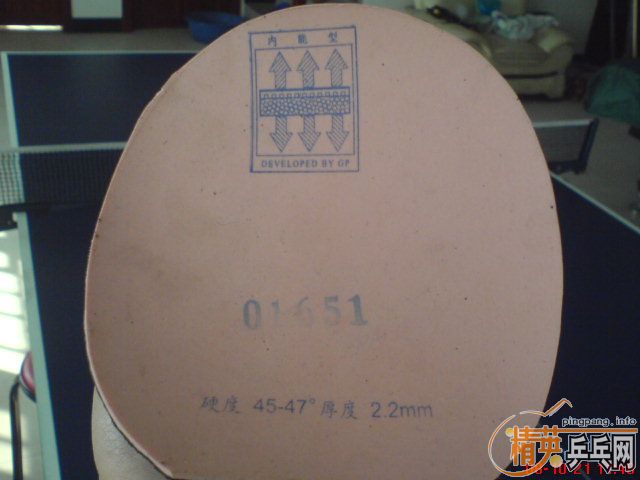 内 能 型
DEVELOPED BY GP
01651
硬度 45-47° 厚度 2.2mm
pingpang.info
精英乒乓网